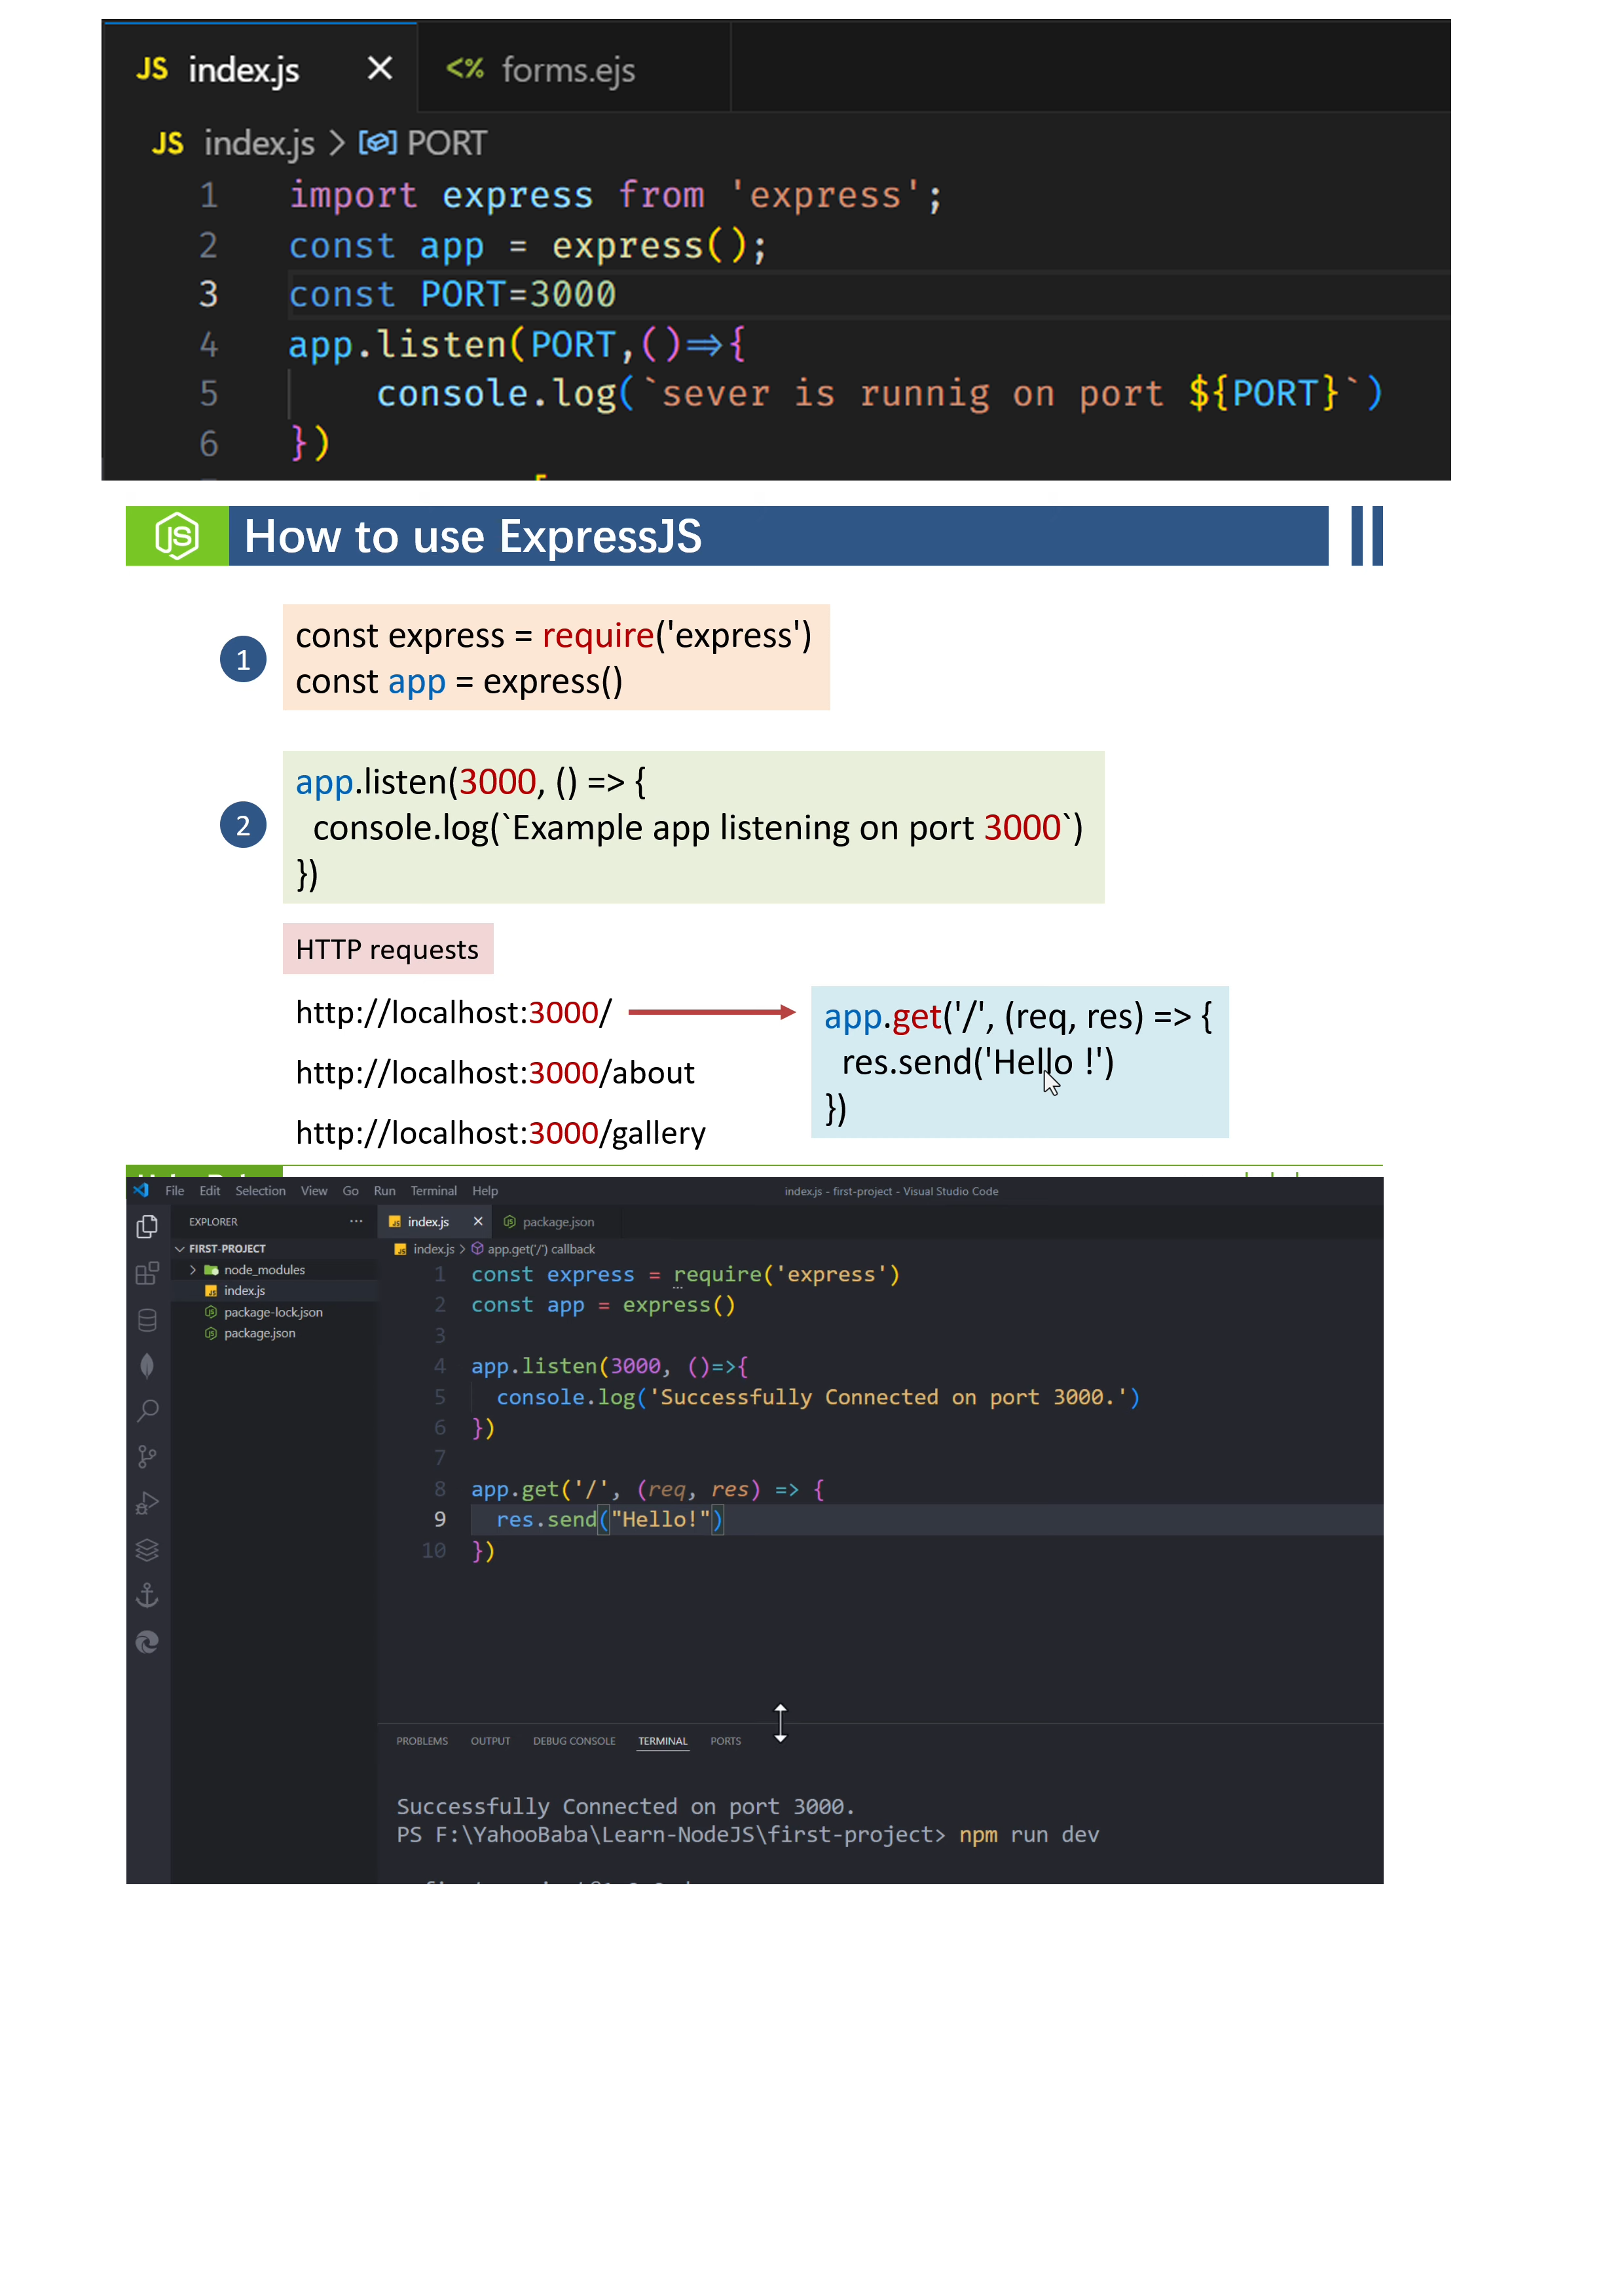 JS index.js ×
<% forms.ejs
JS index.js > PORT
1 import express from 'express';
2 const app = express();
3 const PORT=3000
4 app.listen(PORT,()=>{
5 console.log(`sever is runnig on port ${PORT}`)
6 })
JS How to use ExpressJS
1
const express = require('express')
const app = express()
2
app.listen(3000, () => {
console.log(`Example app listening on port 3000`)
})
HTTP requests
http://localhost:3000/
http://localhost:3000/about
http://localhost:3000/gallery
app.get('/', (req, res) => {
res.send('Hello !')
})
File Edit Selection View Go Run Terminal Help
index.js - first-project - Visual Studio Code
EXPLORER ···
FIRST-PROJECT
node_modules
index.js
package-lock.json
package.json
index.js × package.json
index.js > app.get('/') callback
1 const express = require('express')
2 const app = express()
3
4 app.listen(3000, ()=>{
5 console.log('Successfully Connected on port 3000.')
6 })
7
8 app.get('/', (req, res) => {
9 res.send("Hello!")
10 })
PROBLEMS OUTPUT DEBUG CONSOLE TERMINAL PORTS
Successfully Connected on port 3000.
PS F:\YahooBaba\Learn-NodeJS\first-project> npm run dev